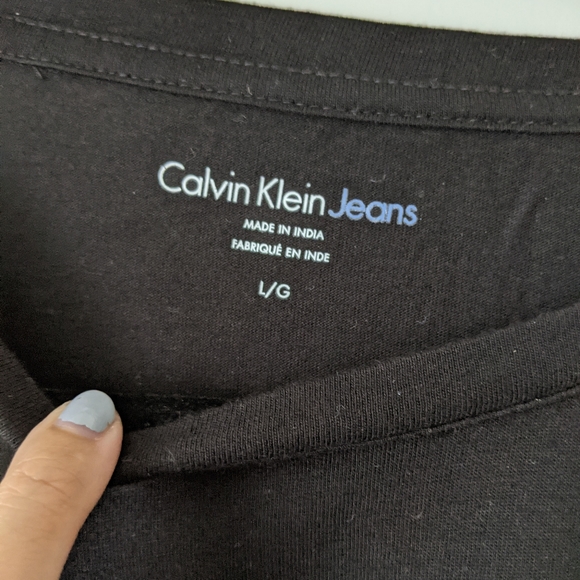 Calvin Klein Jeans
MADE IN INDIA
FABRIQUÉ EN INDE
L/G